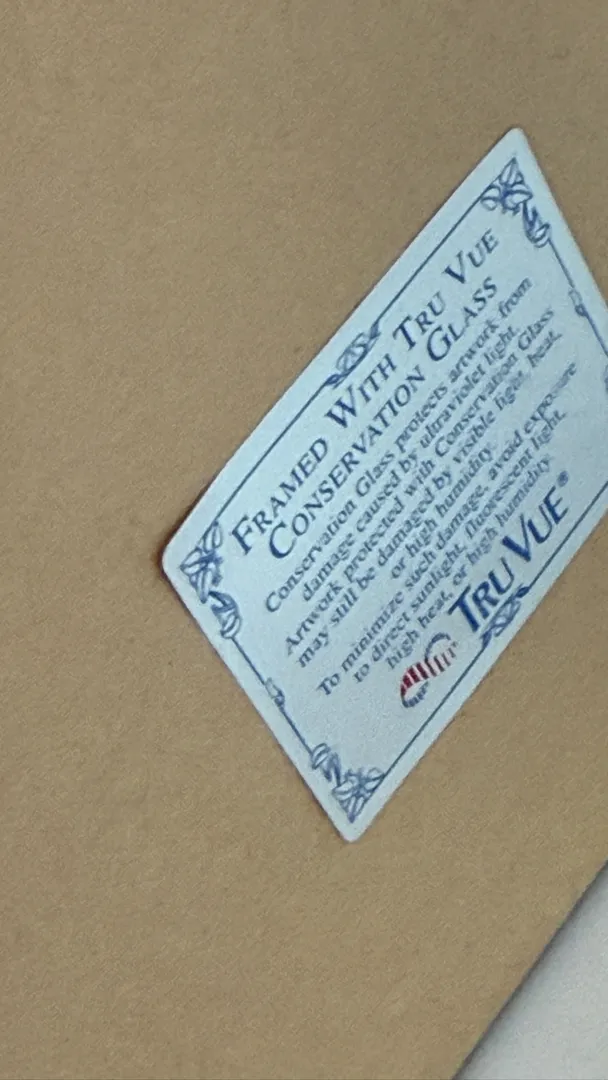 FRAMED WITH TRU VUE
CONSERVATION GLASS
Conservation Glass protects artwork from
damage caused by ultraviolet light.
Artwork protected with Conservation Glass
may still be damaged by visible light, heat,
or high humidity.
To minimize such damage, avoid exposure
to direct sunlight, fluorescent light,
high heat, or high humidity.
TRU VUE®